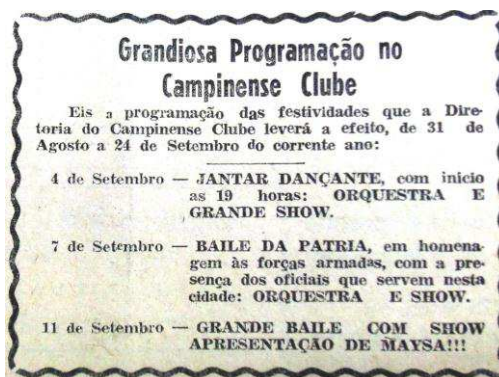 Grandiosa Programação no
Campinense Clube
Eis a programação das festividades que a Dire-
toria do Campinense Clube leverá a efeito, de 31 de
Agosto a 24 de Setembro do corrente ano:
4 de Setembro — JANTAR DANÇANTE, com inicio
as 19 horas: ORQUESTRA E
GRANDE SHOW.
7 de Setembro — BAILE DA PATRIA, em homena-
gem às forças armadas, com a pre-
sença dos oficiais que servem nesta
cidade: ORQUESTRA E SHOW.
11 de Setembro — GRANDE BAILE COM SHOW
APRESENTAÇÃO DE MAYSA!!!